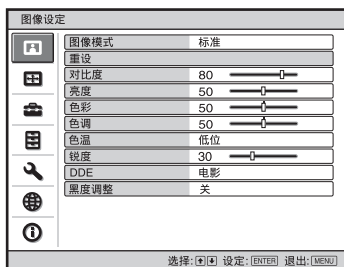 图像设定
图像模式 标准
重设
对比度 80
亮度 50
色彩 50
色调 50
色温 低位
锐度 30
DDE 电影
黑度调整 关
选择: 设定: ENTER 退出: MENU